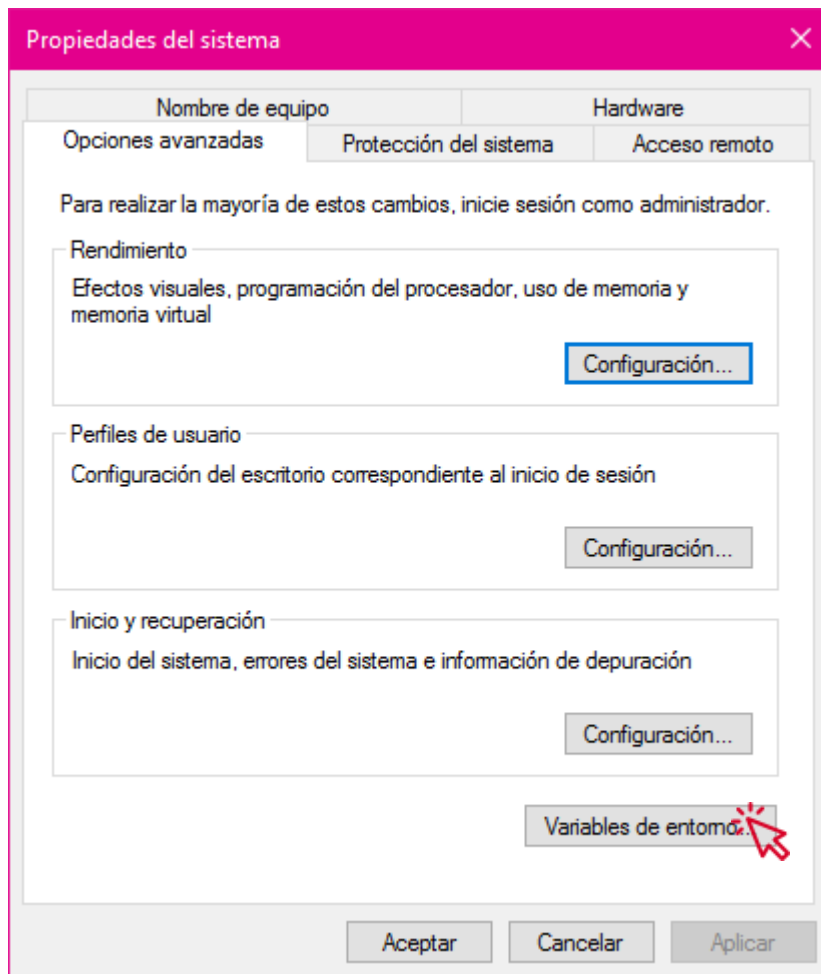 Propiedades del sistema
Nombre de equipo
Hardware
Opciones avanzadas
Protección del sistema
Acceso remoto
Para realizar la mayoría de estos cambios, inicie sesión como administrador.
Rendimiento
Efectos visuales, programación del procesador, uso de memoria y
memoria virtual
Configuración...
Perfiles de usuario
Configuración del escritorio correspondiente al inicio de sesión
Configuración...
Inicio y recuperación
Inicio del sistema, errores del sistema e información de depuración
Configuración...
Variables de entorno...
Aceptar
Cancelar
Aplicar